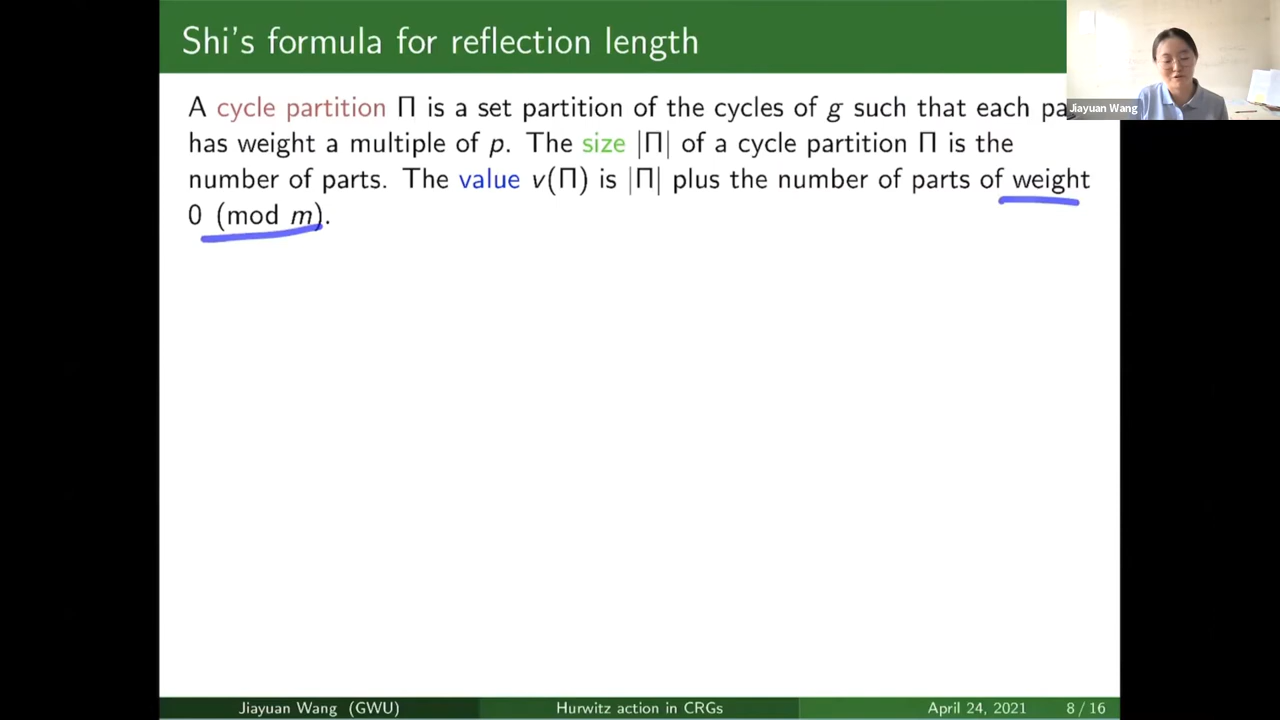 Shi's formula for reflection length
Jiayuan Wang
A cycle partition Π is a set partition of the cycles of g such that each
has weight a multiple of p. The size |Π| of a cycle partition Π is the
number of parts. The value v(Π) is |Π| plus the number of parts of weight
0 (mod m).
Jiayuan Wang (GWU) Hurwitz action in CRGs April 24, 2021 8 / 16